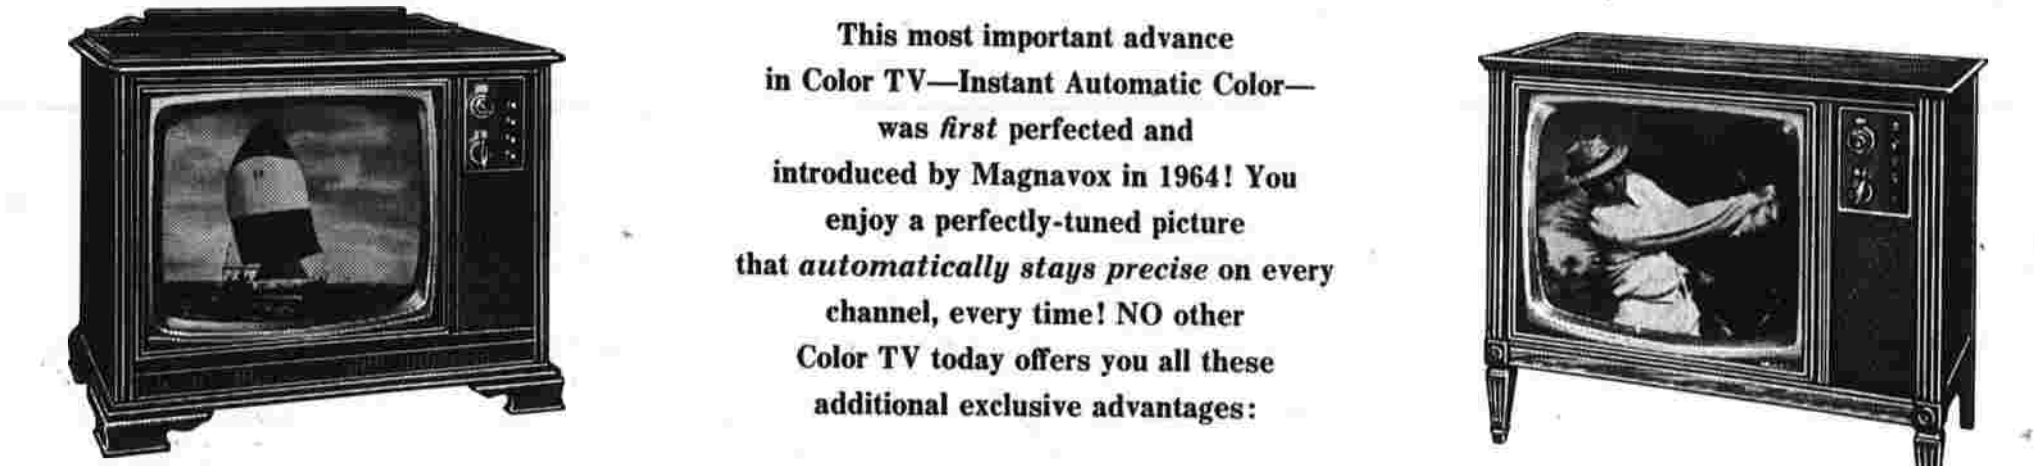 This most important advance
in Color TV—Instant Automatic Color—
was first perfected and
introduced by Magnavox in 1964! You
enjoy a perfectly-tuned picture
that automatically stays precise on every
channel, every time! NO other
Color TV today offers you all these
additional exclusive advantages: